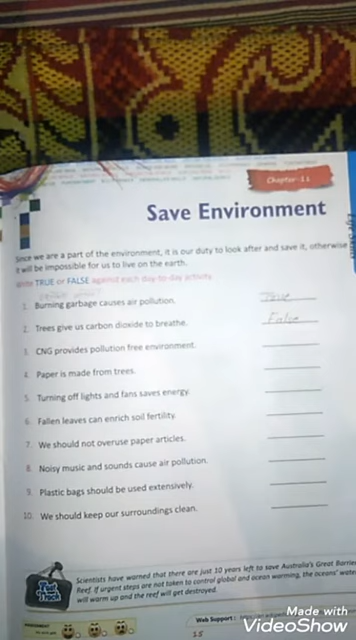 Chapter-11
Save Environment
Since we are a part of the environment, it is our duty to look after and save it, otherwise
it will be impossible for us to live on the earth.
Write TRUE or FALSE against each day-to-day activity
1. Burning garbage causes air pollution. True
2. Trees give us carbon dioxide to breathe. False
3. CNG provides pollution free environment.
4. Paper is made from trees.
5. Turning off lights and fans saves energy.
6. Fallen leaves can enrich soil fertility.
7. We should not overuse paper articles.
8. Noisy music and sounds cause air pollution.
9. Plastic bags should be used extensively.
10. We should keep our surroundings clean.
Scientists have warned that there are just 10 years left to save Australia's Great Barrier
Reef. If urgent steps are not taken to control global and ocean warming, the oceans' water
will warm up and the reef will get destroyed.
Web Support :
Made with
VideoShow